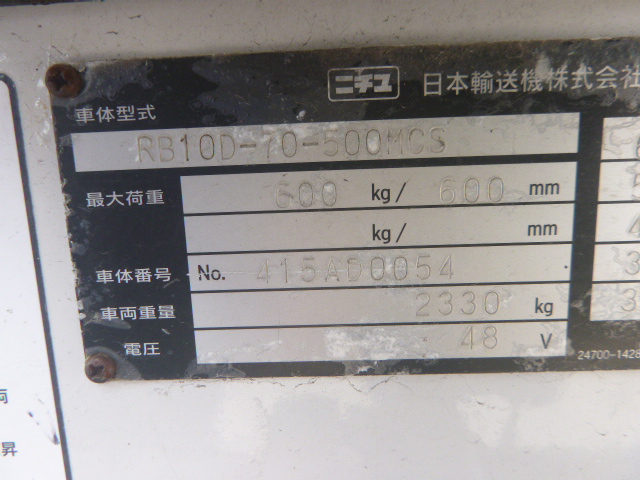 ニチユ 日本輸送機株式会社
車体型式
RB10D-70-500MCS
最大荷重 600 kg/ 600 mm
kg/ mm
車体番号 No. 415AD0054
車両重量 2330 kg
電圧 48 V
24700-1428
昇